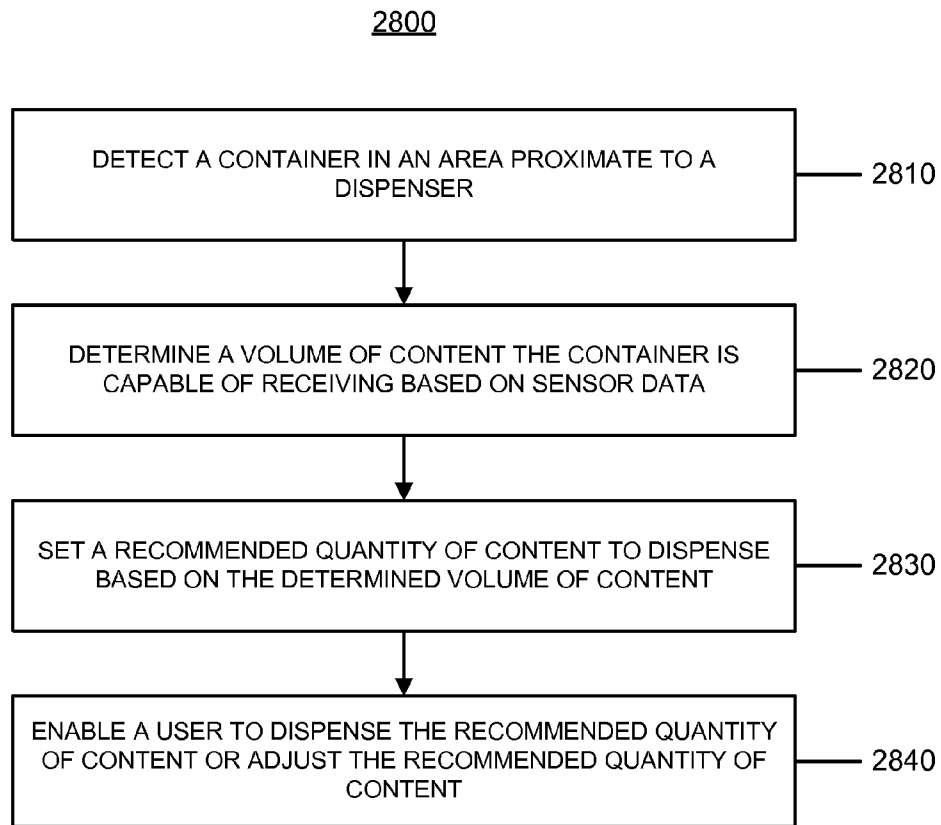 2800
DETECT A CONTAINER IN AN AREA PROXIMATE TO A
DISPENSER
2810
DETERMINE A VOLUME OF CONTENT THE CONTAINER IS
CAPABLE OF RECEIVING BASED ON SENSOR DATA
2820
SET A RECOMMENDED QUANTITY OF CONTENT TO DISPENSE
BASED ON THE DETERMINED VOLUME OF CONTENT
2830
ENABLE A USER TO DISPENSE THE RECOMMENDED QUANTITY
OF CONTENT OR ADJUST THE RECOMMENDED QUANTITY OF
CONTENT
2840